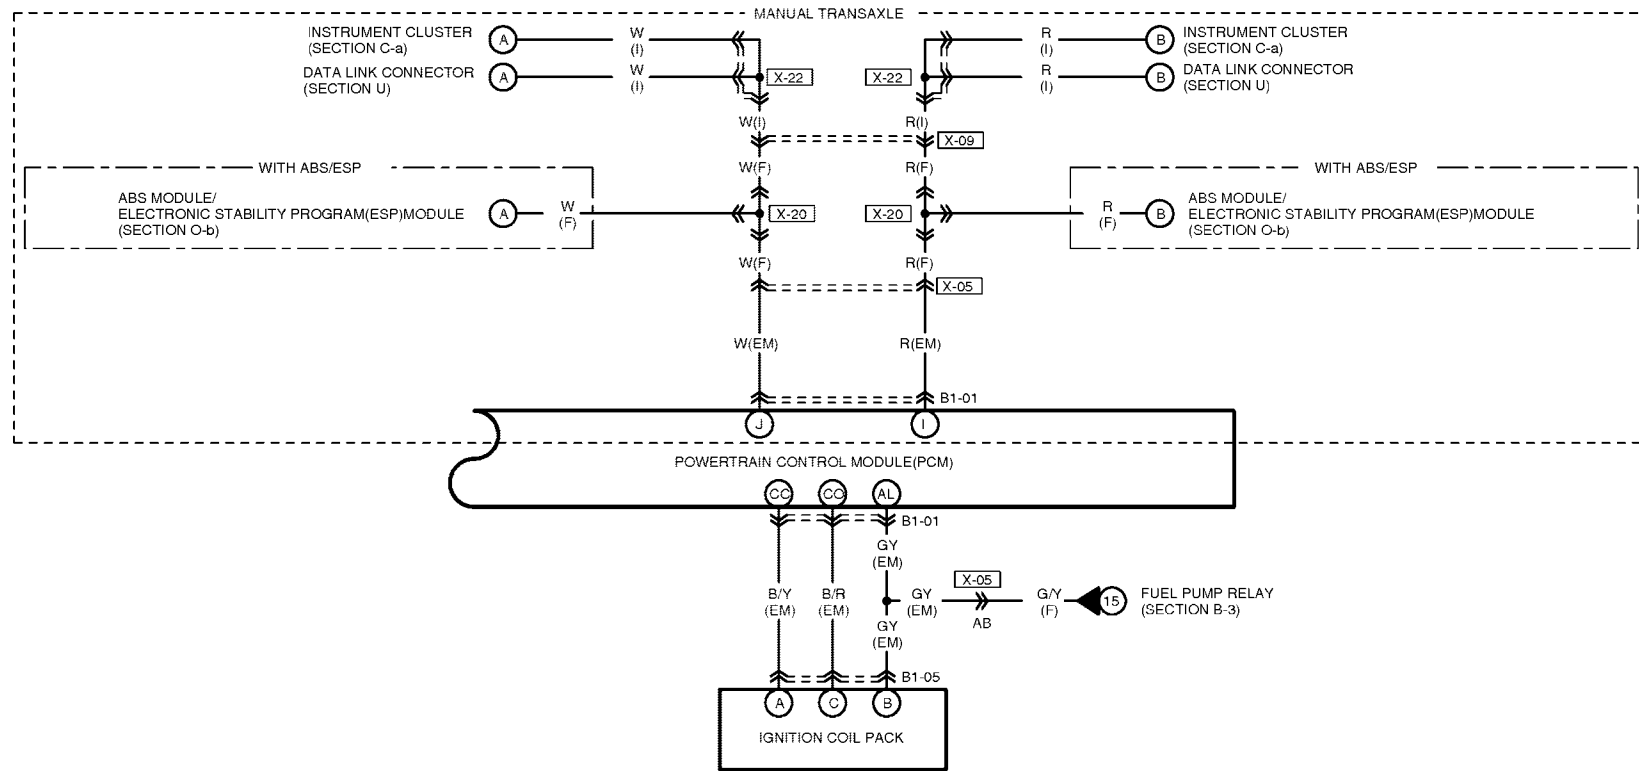 MANUAL TRANSAXLE
INSTRUMENT CLUSTER
(SECTION C-a)
A
W
(I)
R
(I)
B
INSTRUMENT CLUSTER
(SECTION C-a)
DATA LINK CONNECTOR
(SECTION U)
A
W
(I)
X-22
X-22
R
(I)
B
DATA LINK CONNECTOR
(SECTION U)
W(I)
R(I)
X-09
WITH ABS/ESP
W(F)
R(F)
WITH ABS/ESP
ABS MODULE/
ELECTRONIC STABILITY PROGRAM(ESP)MODULE
(SECTION O-b)
A
W
(F)
X-20
X-20
R
(F)
B
ABS MODULE/
ELECTRONIC STABILITY PROGRAM(ESP)MODULE
(SECTION O-b)
W(F)
R(F)
X-05
W(EM)
R(EM)
B1-01
J
I
POWERTRAIN CONTROL MODULE(PCM)
CC
CO
AL
B1-01
GY
(EM)
B/Y
(EM)
B/R
(EM)
GY
(EM)
X-05
AB
G/Y
(F)
15
FUEL PUMP RELAY
(SECTION B-3)
GY
(EM)
B1-05
A
C
B
IGNITION COIL PACK